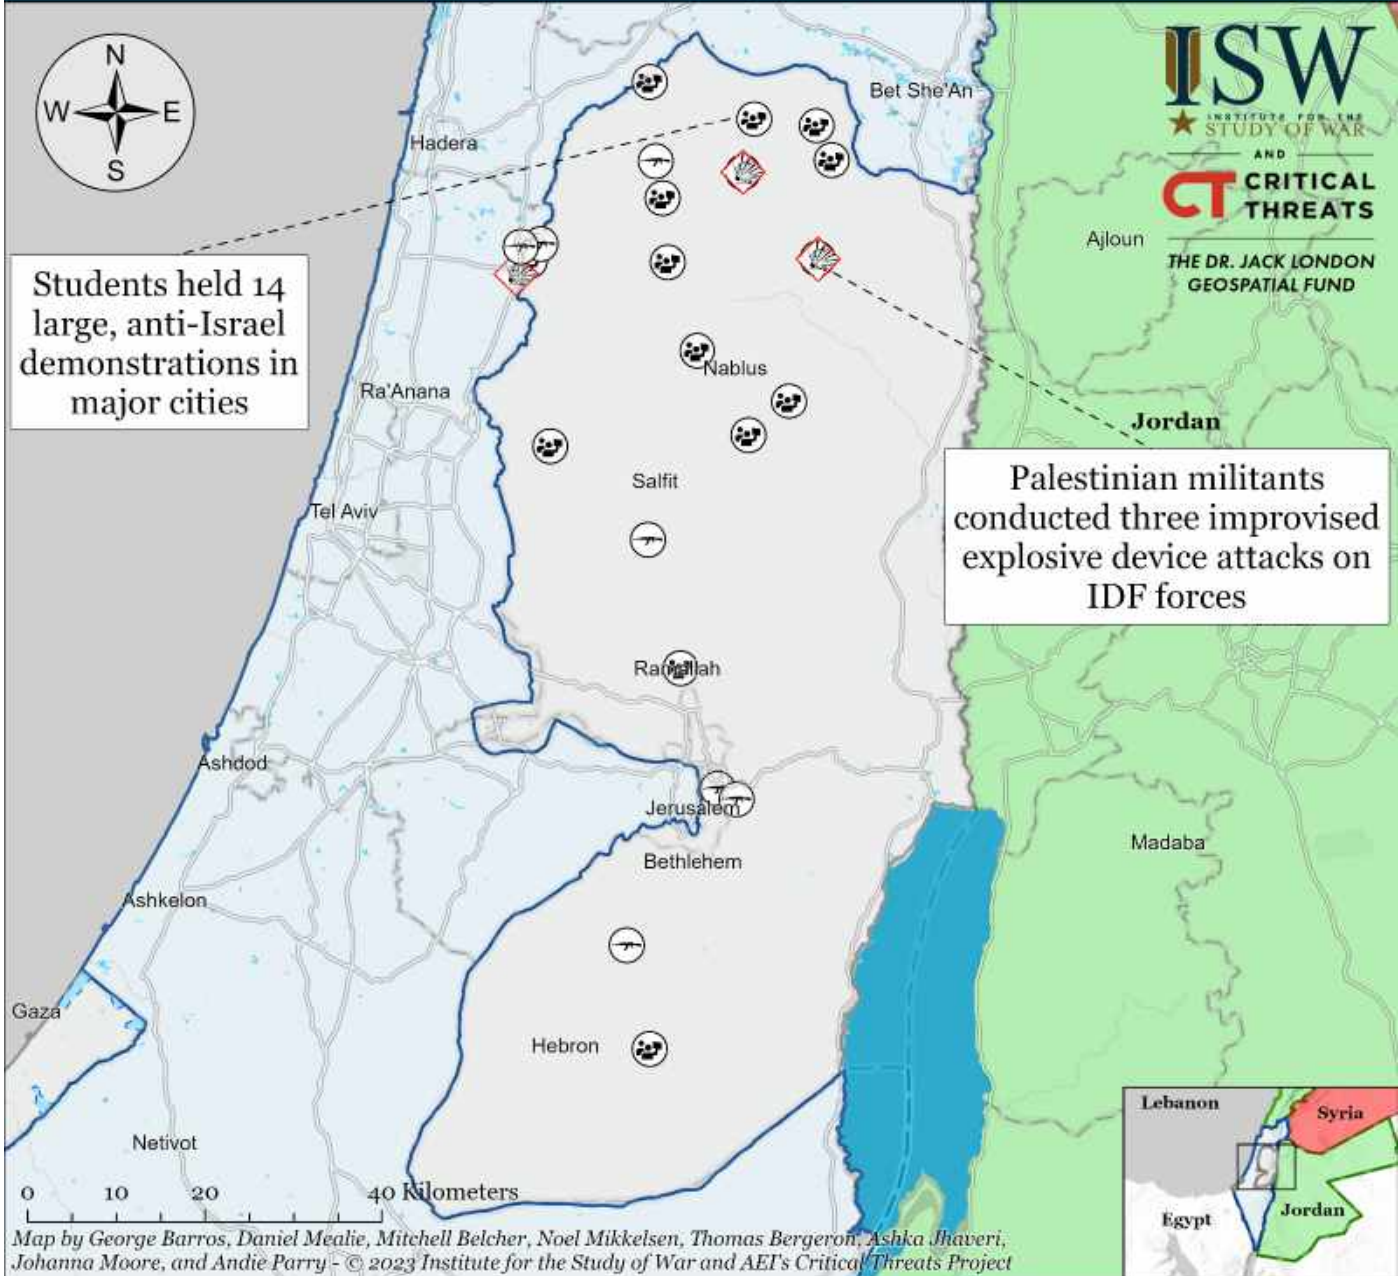 N
W
E
S
ISW
INSTITUTE FOR THE
STUDY OF WAR
AND
CT CRITICAL
THREATS
THE DR. JACK LONDON
GEOSPATIAL FUND
Bet She'An
Hadera
Ajloun
Students held 14
large, anti-Israel
demonstrations in
major cities
Nablus
Ra'Anana
Jordan
Palestinian militants
conducted three improvised
explosive device attacks on
IDF forces
Salfit
Tel Aviv
Ramallah
Ashdod
Jerusalem
Bethlehem
Madaba
Ashkelon
Gaza
Hebron
Netivot
Lebanon
Syria
Egypt
Jordan
0 10 20 40 Kilometers
Map by George Barros, Daniel Mealie, Mitchell Belcher, Noel Mikkelsen, Thomas Bergeron, Ashka Jhaveri,
Johanna Moore, and Andie Parry - © 2023 Institute for the Study of War and AEI's Critical Threats Project